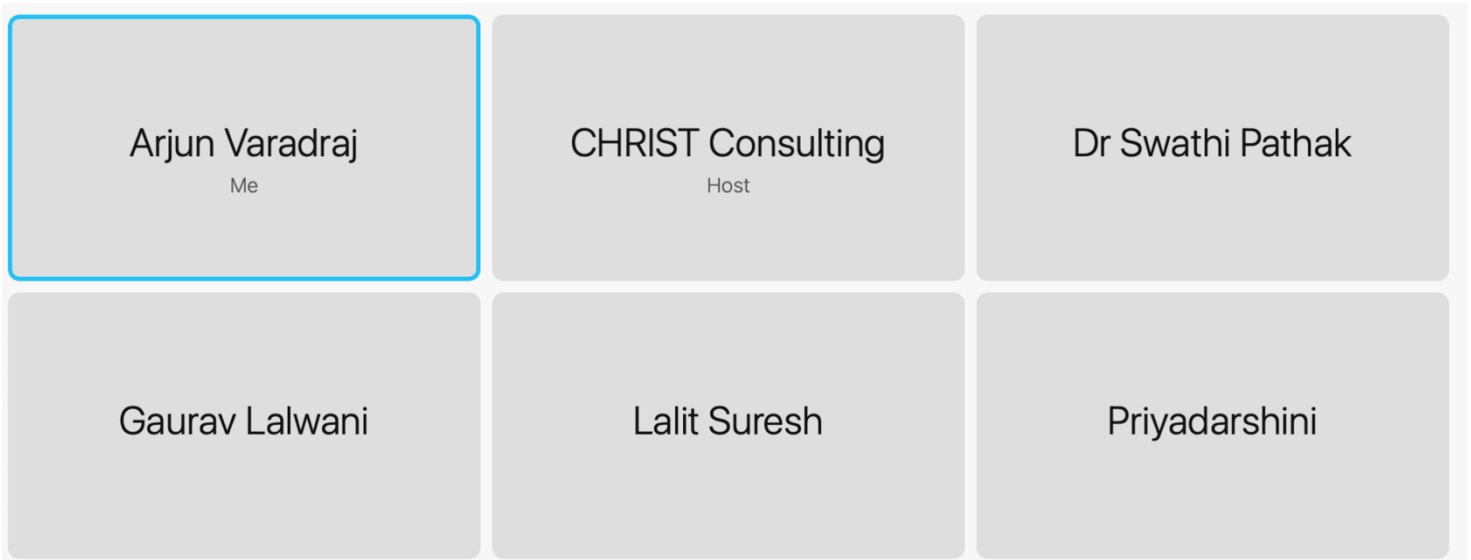 Arjun Varadraj
Me
CHRIST Consulting
Host
Dr Swathi Pathak
Gaurav Lalwani
Lalit Suresh
Priyadarshini